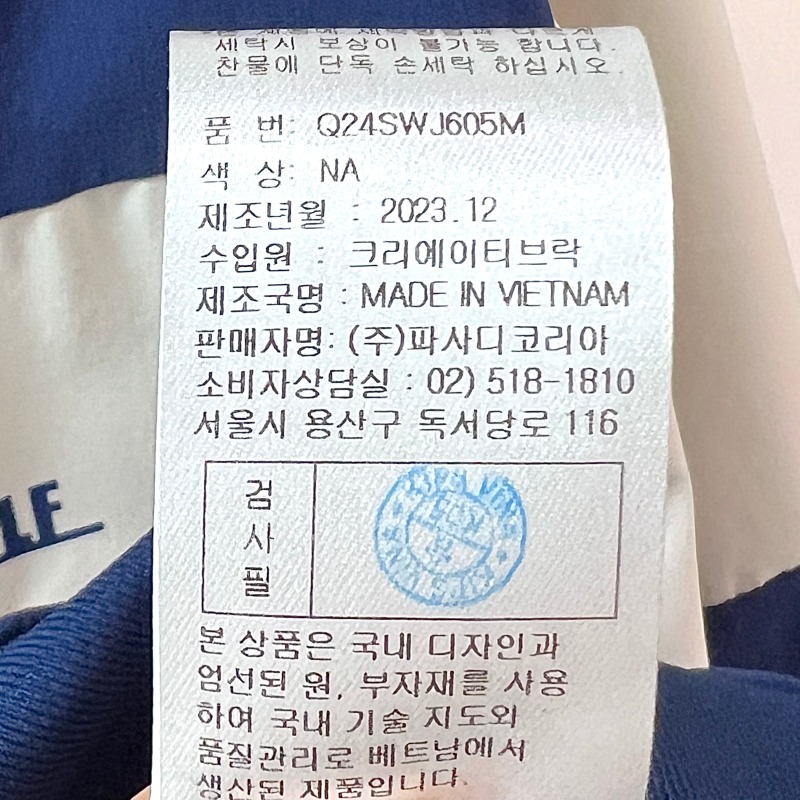 세탁시 보상이 불가능 합니다.
찬물에 단독 손세탁 하십시오.
품 번: Q24SWJ605M
색 상: NA
제조년월 : 2023.12
수입원 : 크리에이티브락
제조국명 : MADE IN VIETNAM
판매자명: (주)파사디코리아
소비자상담실 : 02) 518-1810
서울시 용산구 독서당로 116
검
사
필
본 상품은 국내 디자인과
엄선된 원, 부자재를 사용
하여 국내 기술 지도와
품질관리로 베트남에서
생산된 제품입니다.